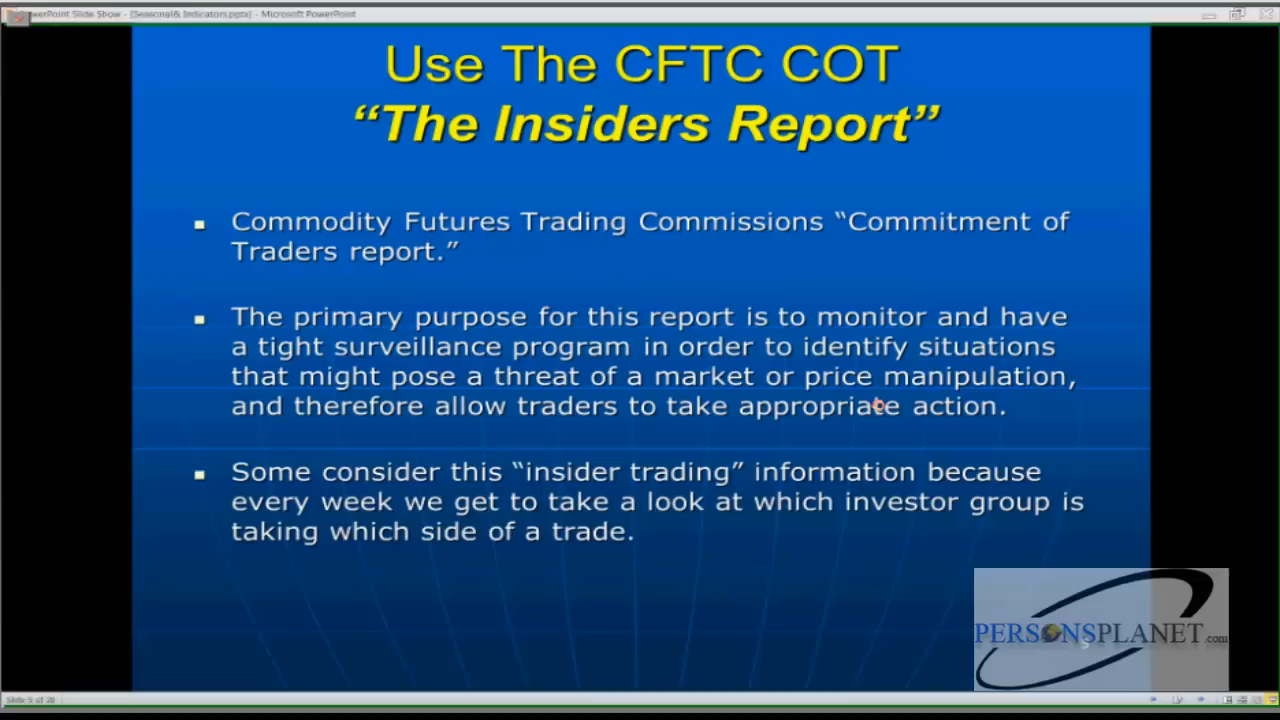 PowerPoint Slide Show - [Seasonal& Indicators.pptx] - Microsoft PowerPoint
Use The CFTC COT
“The Insiders Report”
Commodity Futures Trading Commissions “Commitment of
Traders report.”
The primary purpose for this report is to monitor and have
a tight surveillance program in order to identify situations
that might pose a threat of a market or price manipulation,
and therefore allow traders to take appropriate action.
Some consider this “insider trading” information because
every week we get to take a look at which investor group is
taking which side of a trade.
PERSONSPLANET.com
5
Slide 5 of 28